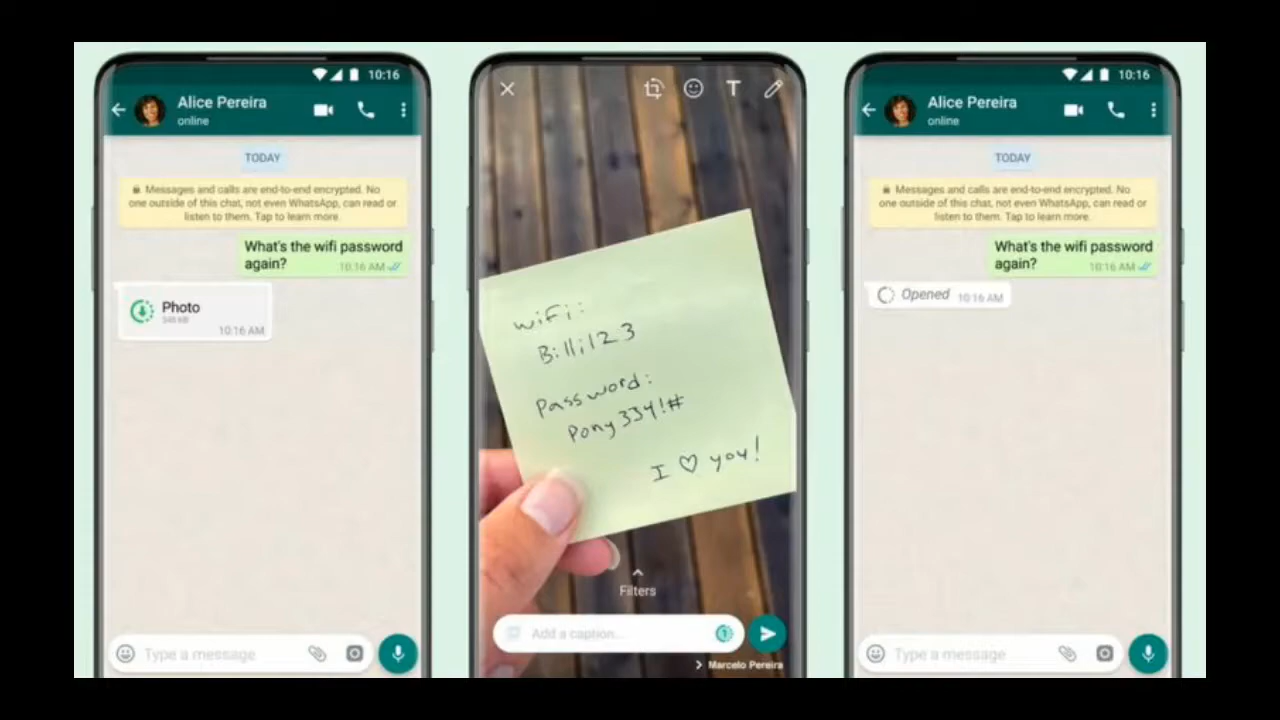 10:16
Alice Pereira
online
TODAY
Messages and calls are end-to-end encrypted. No
one outside of this chat, not even WhatsApp, can read or
listen to them. Tap to learn more.
What's the wifi password
again?
10:16 AM
Photo
10:16 AM
Type a message
T
wifi:
Billi123
Password:
Pony334!#
I ♡ you!
Filters
Add a caption...
Marcelo Pereira
10:16
Alice Pereira
online
TODAY
Messages and calls are end-to-end encrypted. No
one outside of this chat, not even WhatsApp, can read or
listen to them. Tap to learn more.
What's the wifi password
again?
10:16 AM
Opened 10:16 AM
Type a message